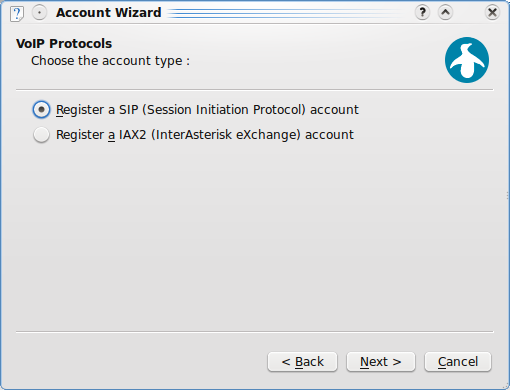 Account Wizard
VoIP Protocols
Choose the account type :
Register a SIP (Session Initiation Protocol) account
Register a IAX2 (InterAsterisk eXchange) account
< Back Next > Cancel